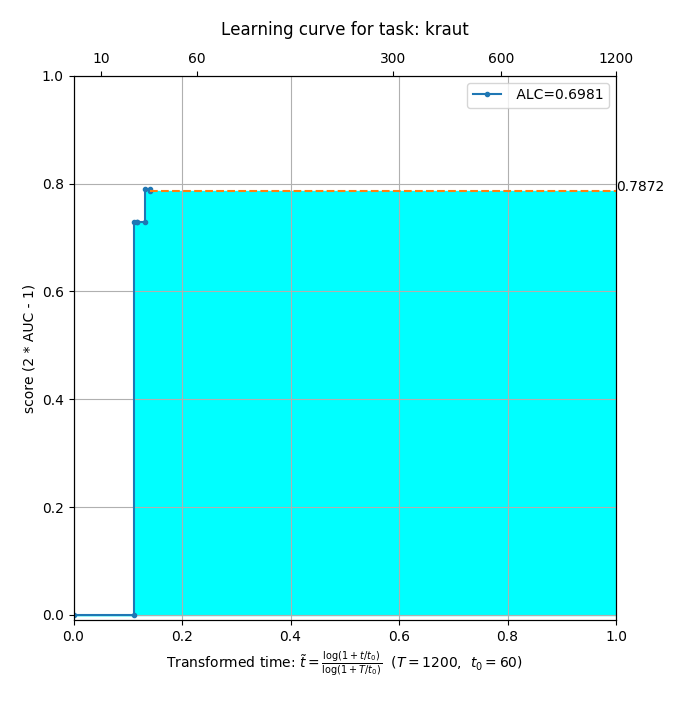 Learning curve for task: kraut
10 60 300 600 1200
ALC=0.6981
1.0
0.8
0.6
0.4
0.2
0.0
0.7872
score (2 * AUC - 1)
0.0 0.2 0.4 0.6 0.8 1.0
Transformed time: t̃ = log(1 + t/t₀) / log(1 + T/t₀) (T = 1200, t₀ = 60)